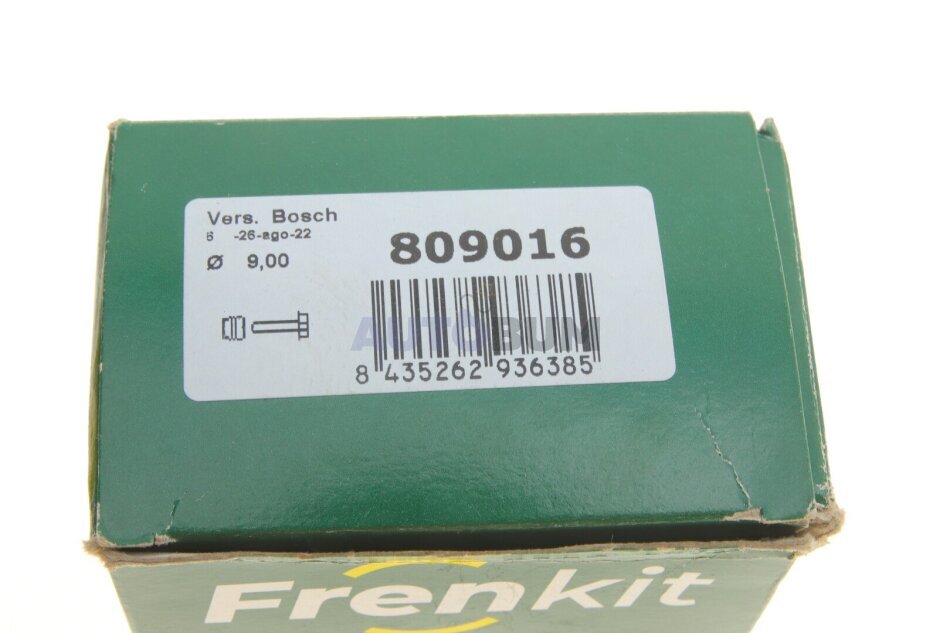 Vers. Bosch
6 -26-ago-22
Ø 9,00
809016
AUTOBUM
8 435262 936385
Frenkit